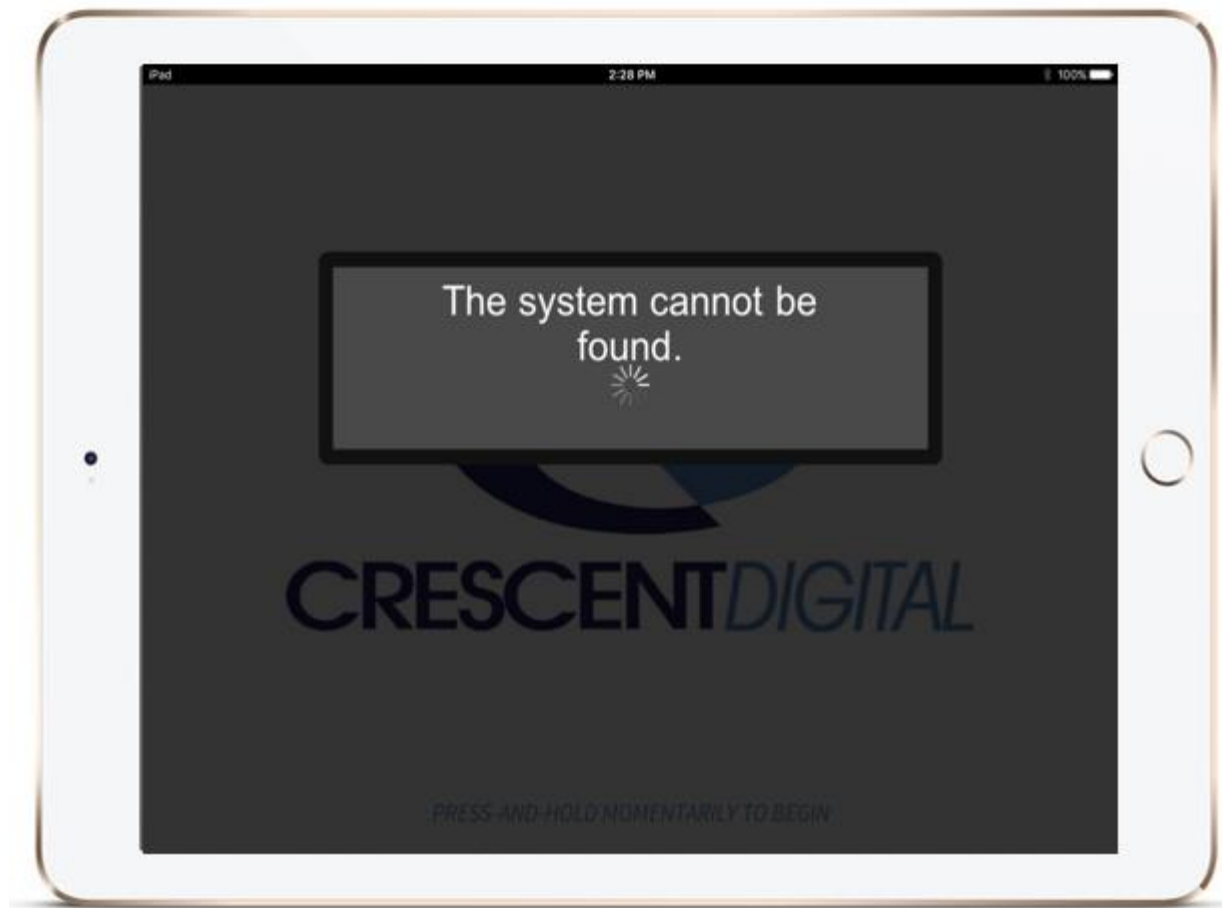 iPad
2:28 PM
100%
The system cannot be
found.
CRESCENTDIGITAL
PRESS-AND-HOLD MOMENTARILY TO BEGIN